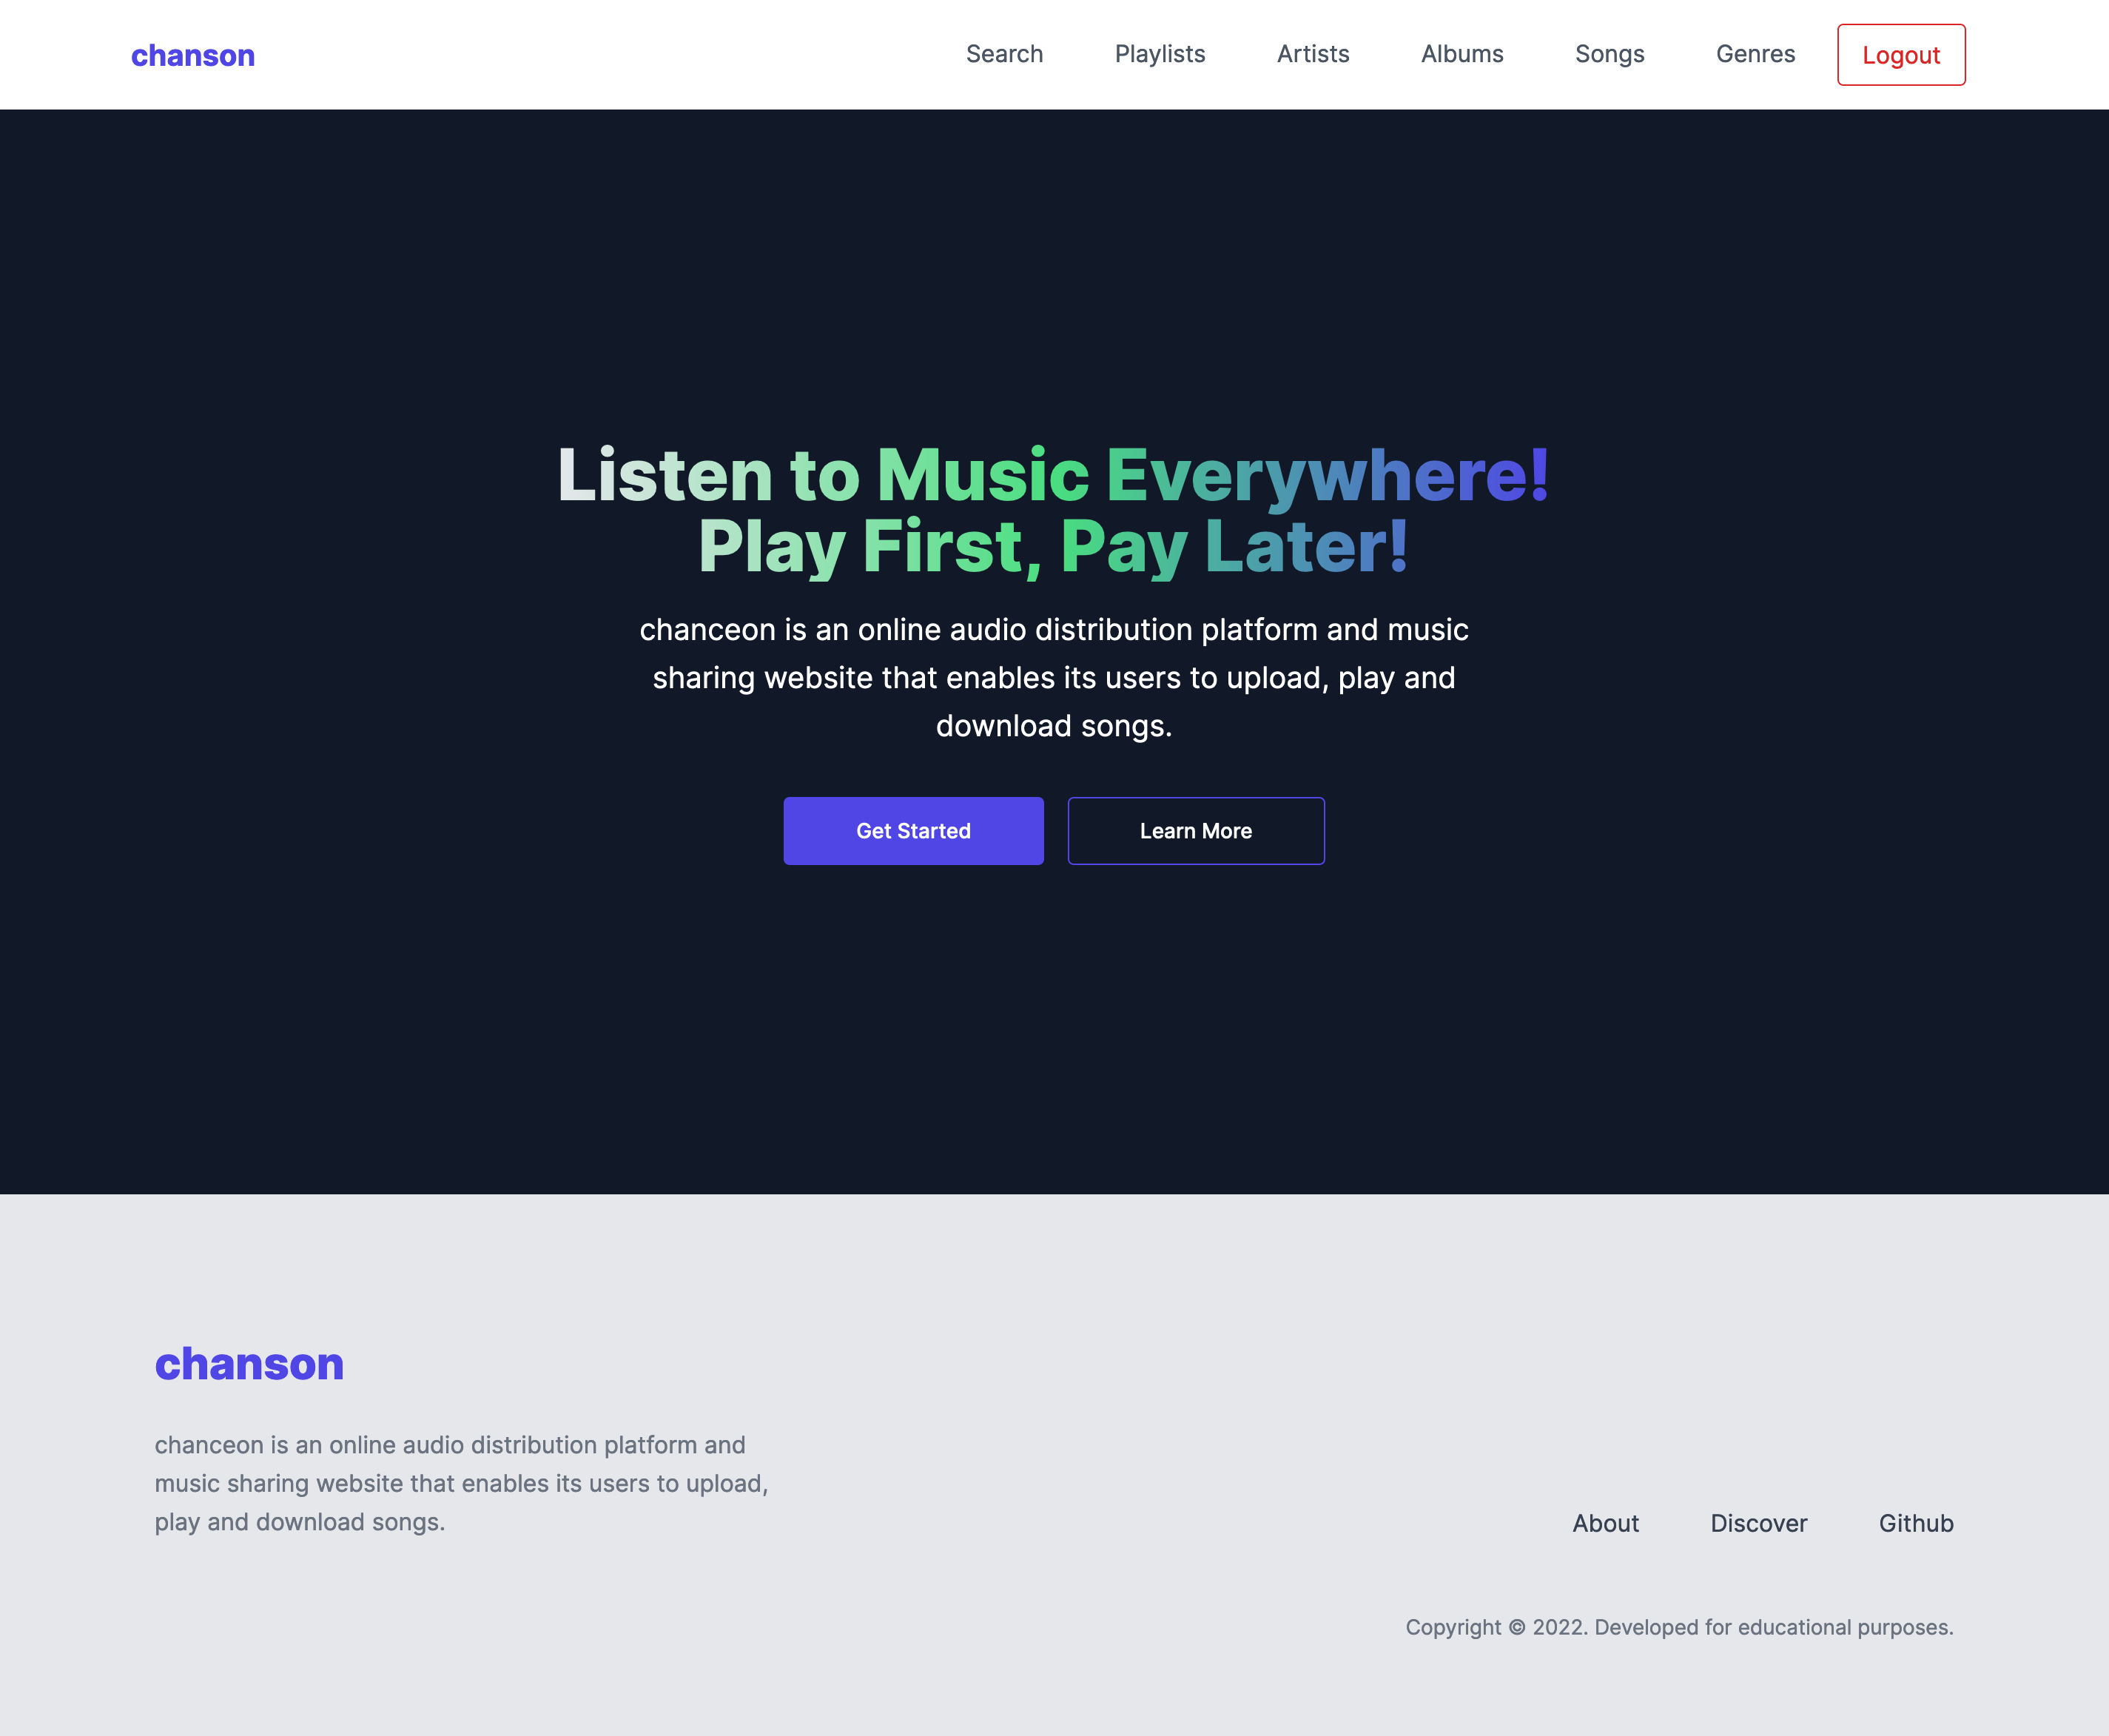 chanson
Search Playlists Artists Albums Songs Genres Logout
Listen to Music Everywhere!
Play First, Pay Later!
chanceon is an online audio distribution platform and music
sharing website that enables its users to upload, play and
download songs.
Get Started Learn More
chanson
chanceon is an online audio distribution platform and
music sharing website that enables its users to upload,
play and download songs.
About Discover Github
Copyright © 2022. Developed for educational purposes.